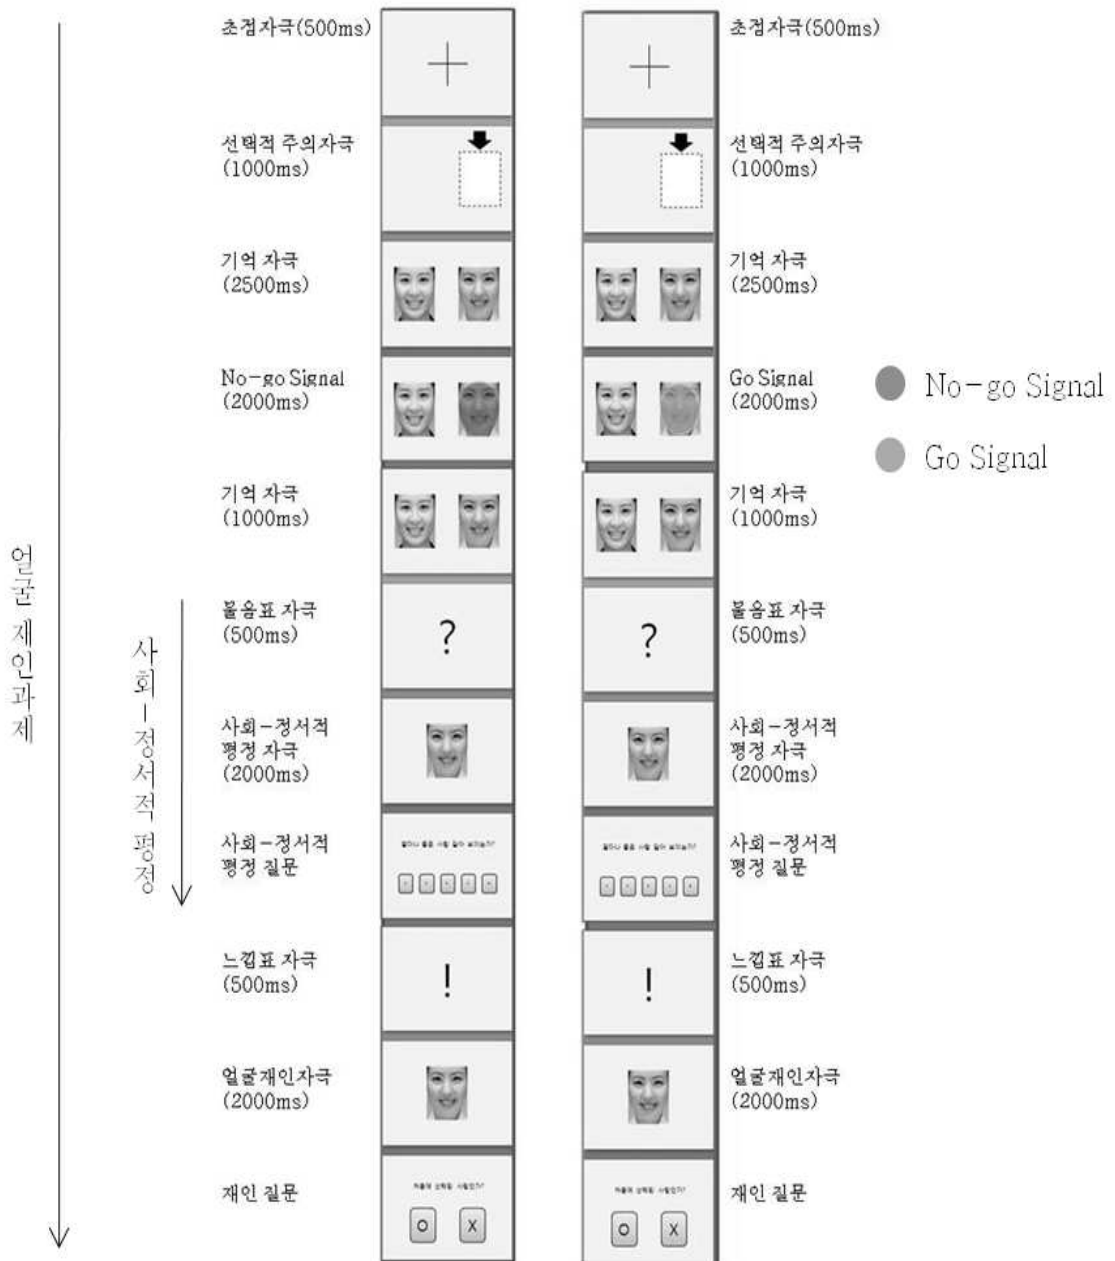 초점자극(500ms)
선택적 주의자극
(1000ms)
기억 자극
(2500ms)
No-go Signal
(2000ms)
기억 자극
(1000ms)
물음표 자극
(500ms)
?
사회-정서적
평정 자극
(2000ms)
사회-정서적
평정 질문
느낌표 자극
(500ms)
!
얼굴재인자극
(2000ms)
재인 질문
O X
초점자극(500ms)
선택적 주의자극
(1000ms)
기억 자극
(2500ms)
Go Signal
(2000ms)
기억 자극
(1000ms)
물음표 자극
(500ms)
?
사회-정서적
평정 자극
(2000ms)
사회-정서적
평정 질문
느낌표 자극
(500ms)
!
얼굴재인자극
(2000ms)
재인 질문
O X
No-go Signal
Go Signal
얼굴 재인과제
사회-정서적 평정